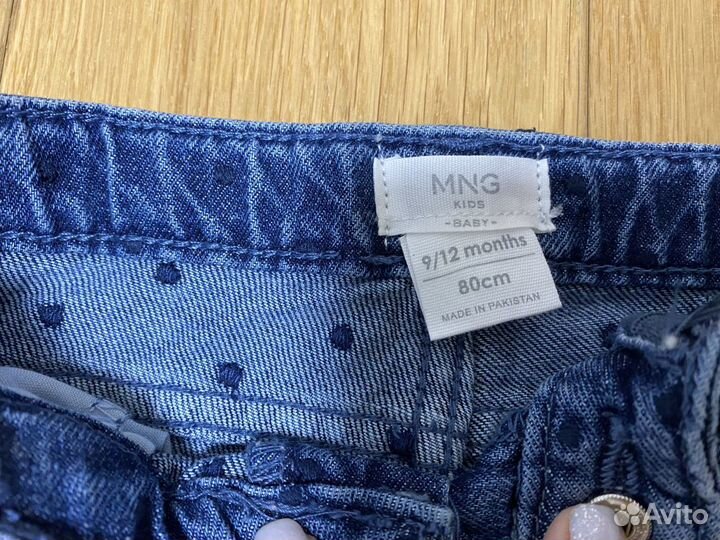 MNG
KIDS
-BABY-
9/12 months
80cm
MADE IN PAKISTAN
Avito